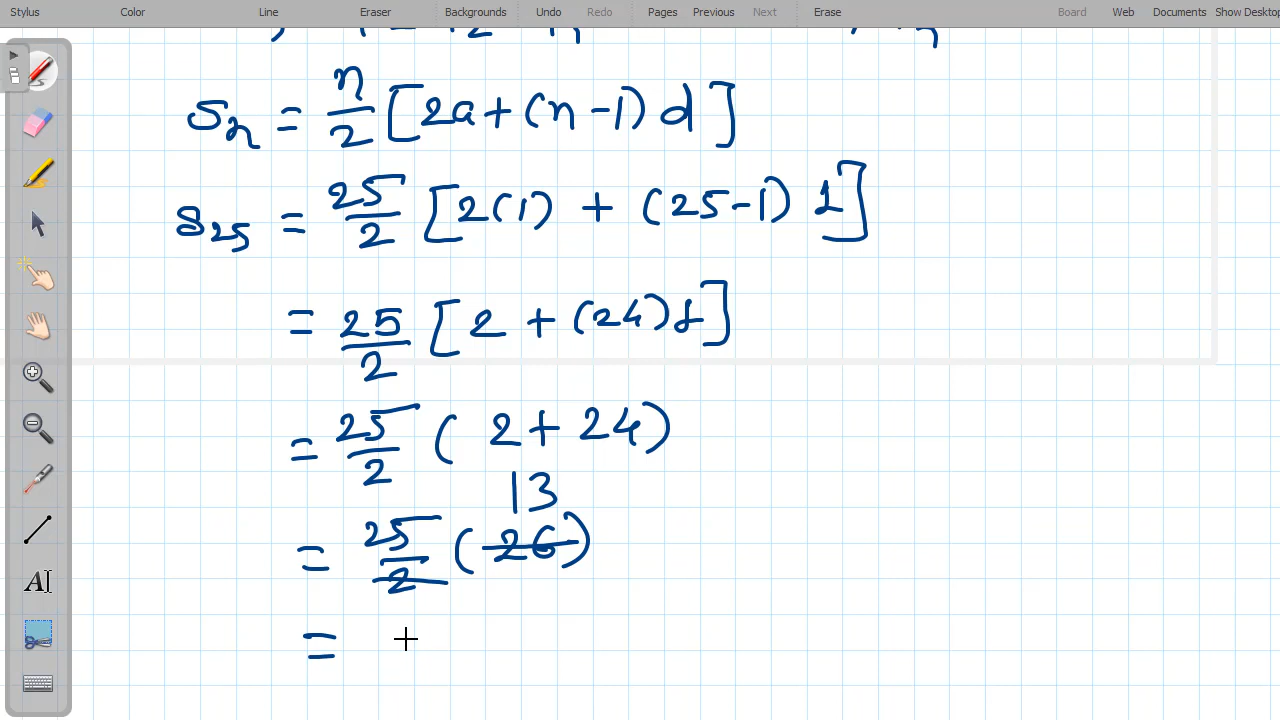 Stylus Color Line Eraser Backgrounds Undo Redo Pages Previous Next Erase Board Web Documents Show Desktop
Sn = n/2 [2a + (n - 1) d]
S25 = 25/2 [2(1) + (25-1) 1]
= 25/2 [2 + (24)1]
= 25/2 (2 + 24)
13
= 25/2 (26)
=